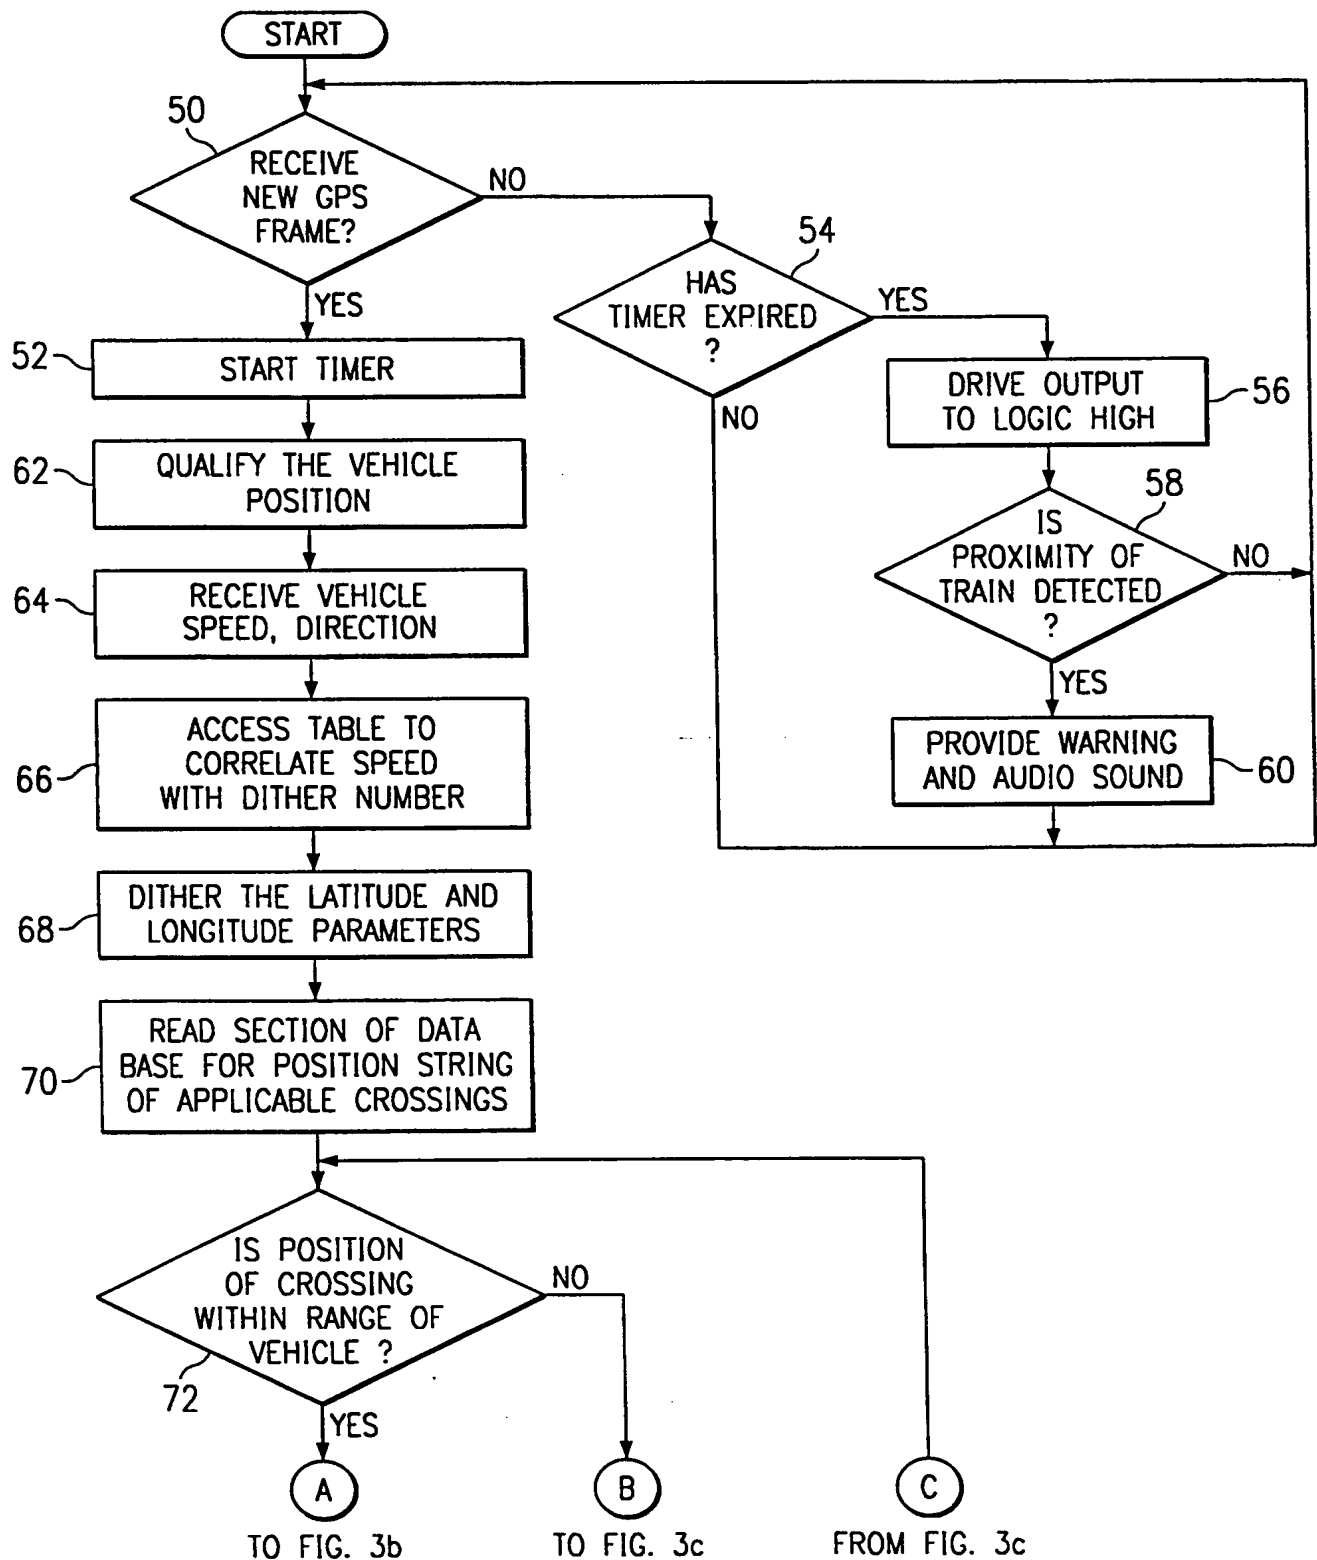 START
50
RECEIVE
NEW GPS
FRAME?
NO
YES
54
HAS
TIMER EXPIRED
?
YES
NO
52
START TIMER
DRIVE OUTPUT
TO LOGIC HIGH
56
62
QUALIFY THE VEHICLE
POSITION
58
IS
PROXIMITY OF
TRAIN DETECTED
?
NO
YES
64
RECEIVE VEHICLE
SPEED, DIRECTION
66
ACCESS TABLE TO
CORRELATE SPEED
WITH DITHER NUMBER
PROVIDE WARNING
AND AUDIO SOUND
60
68
DITHER THE LATITUDE AND
LONGITUDE PARAMETERS
70
READ SECTION OF DATA
BASE FOR POSITION STRING
OF APPLICABLE CROSSINGS
IS POSITION
OF CROSSING
WITHIN RANGE OF
VEHICLE ?
NO
72
YES
A
B
C
TO FIG. 3b
TO FIG. 3c
FROM FIG. 3c